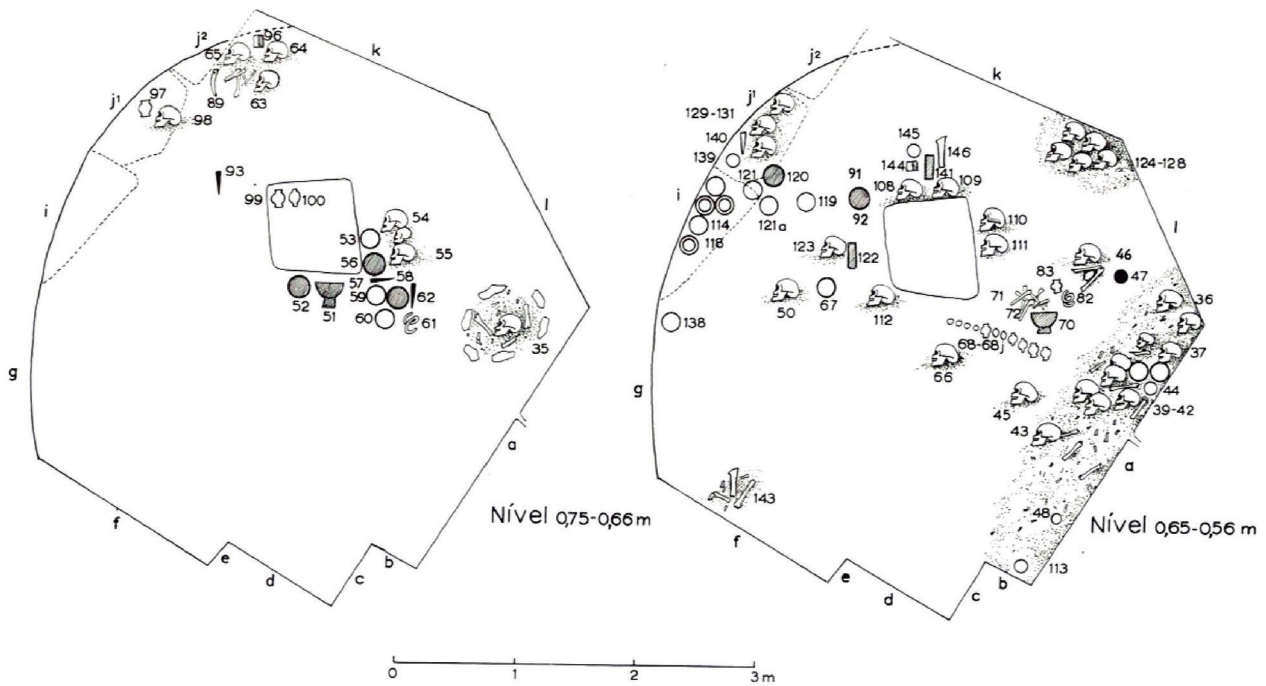 j² 96
65 64 k
97 j¹ 89 63
98
93
99 100
i l
53 54
56 55
57 58
52 51 59 62
60 61
35
g
a
f
e
d
c
b
Nível 0,75-0,66 m
j²
k
129-131 j¹
140
139
145
146
144 141
124-128
i 121 120 91 108 109
114 121a 119 92
118
110
111
l
123 122
46
83 47
50 67 112 71 82 36
72 70
138
68-68j 37
66
g
44
45 39-42
43
a
143
48
f
e
d
c
b
113
Nível 0,65-0,56 m
0 1 2 3 m